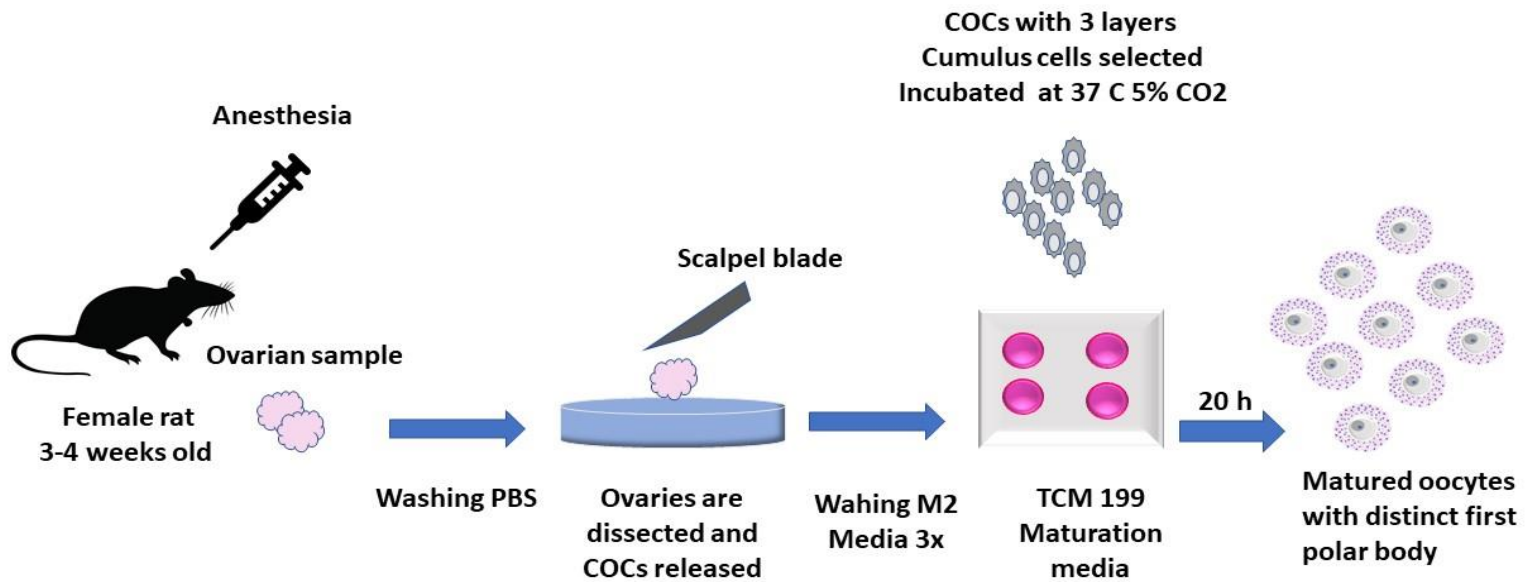 Anesthesia
Ovarian sample
Female rat
3-4 weeks old
Washing PBS
Scalpel blade
Ovaries are
dissected and
COCs released
Wahing M2
Media 3x
COCs with 3 layers
Cumulus cells selected
Incubated  at 37 C 5% CO2
TCM 199
Maturation
media
20 h
Matured oocytes
with distinct first
polar body